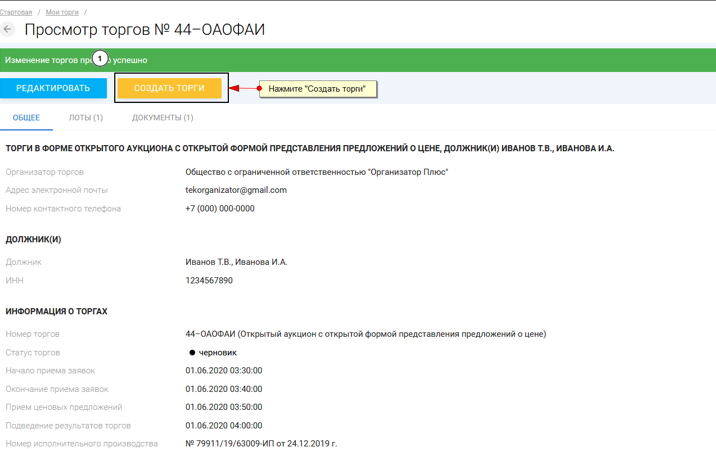 Стартовая / Мои торги /
Просмотр торгов № 44–ОАОФАИ
Изменение торгов про 1 успешно
РЕДАКТИРОВАТЬ СОЗДАТЬ ТОРГИ Нажмите "Создать торги"
ОБЩЕЕ ЛОТЫ (1) ДОКУМЕНТЫ (1)
ТОРГИ В ФОРМЕ ОТКРЫТОГО АУКЦИОНА С ОТКРЫТОЙ ФОРМОЙ ПРЕДСТАВЛЕНИЯ ПРЕДЛОЖЕНИЙ О ЦЕНЕ, ДОЛЖНИК(И) ИВАНОВ Т.В., ИВАНОВА И.А.
Организатор торгов Общество с ограниченной ответственностью "Организатор Плюс"
Адрес электронной почты tekorganizator@gmail.com
Номер контактного телефона +7 (000) 000-0000
ДОЛЖНИК(И)
Должник Иванов Т.В., Иванова И.А.
ИНН 1234567890
ИНФОРМАЦИЯ О ТОРГАХ
Номер торгов 44–ОАОФАИ (Открытый аукцион с открытой формой представления предложений о цене)
Статус торгов черновик
Начало приема заявок 01.06.2020 03:30:00
Окончание приема заявок 01.06.2020 03:40:00
Прием ценовых предложений 01.06.2020 03:50:00
Подведение результатов торгов 01.06.2020 04:00:00
Номер исполнительного производства № 79911/19/63009-ИП от 24.12.2019 г.